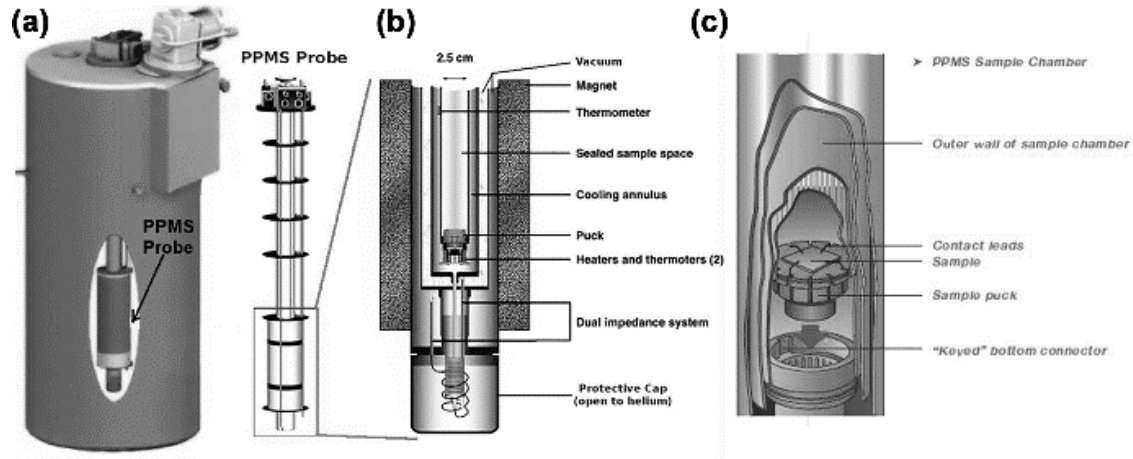 (a)
PPMS
Probe
PPMS Probe
(b)
2.5 cm
Vacuum
Magnet
Thermometer
Sealed sample space
Cooling annulus
Puck
Heaters and thermoters (2)
Dual impedance system
Protective Cap
(open to helium)
(c)
➤ PPMS Sample Chamber
Outer wall of sample chamber
Contact leads
Sample
Sample puck
"Keyed" bottom connector